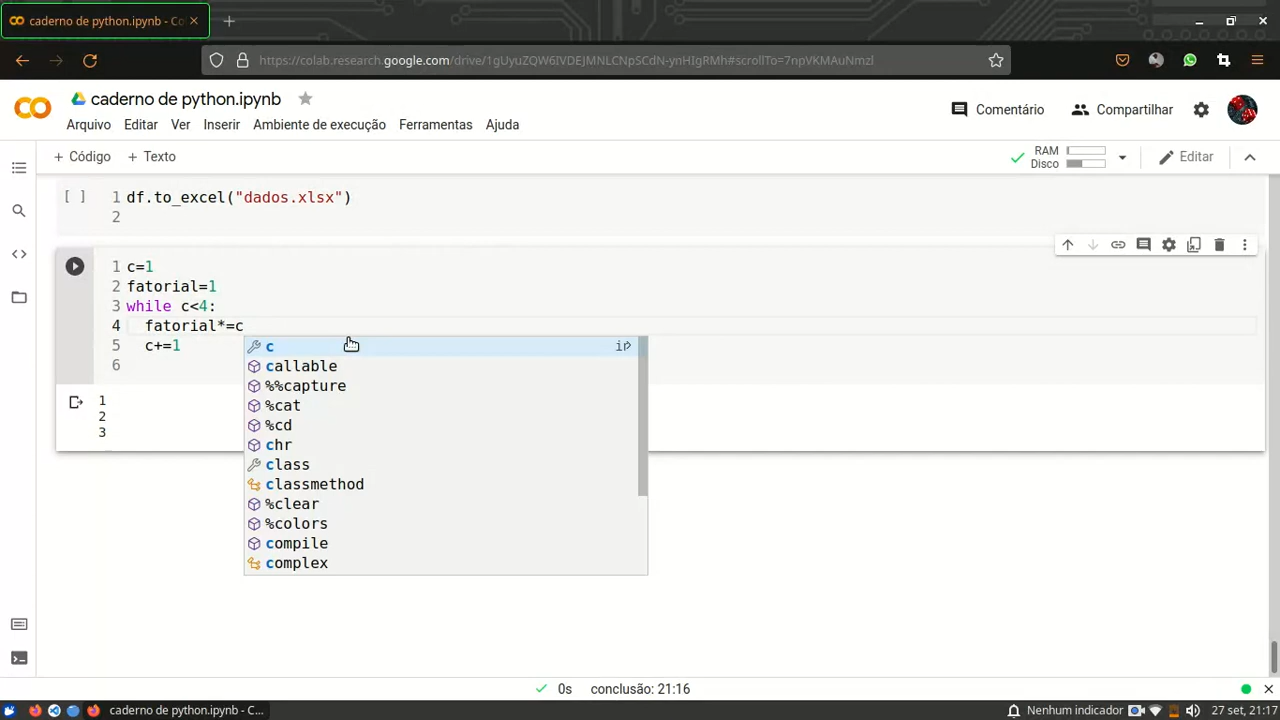 caderno de python.ipynb - Co
https://colab.research.google.com/drive/1gUyuZQW6IVDEJMNLCNpSCdN-ynHIgRMh#scrollTo=7npVKMAuNmzl
caderno de python.ipynb
Comentário
Compartilhar
Arquivo Editar Ver Inserir Ambiente de execução Ferramentas Ajuda
+ Código + Texto
RAM
Disco
Editar
[ ] 1 df.to_excel("dados.xlsx")
2
1 c=1
2 fatorial=1
3 while c<4:
4 fatorial*=c
5 c+=1
6
c
callable
%%capture
%cat
%cd
chr
class
classmethod
%clear
%colors
compile
complex
1
2
3
0s conclusão: 21:16
caderno de python.ipynb - C...
Nenhum indicador
27 set, 21:17